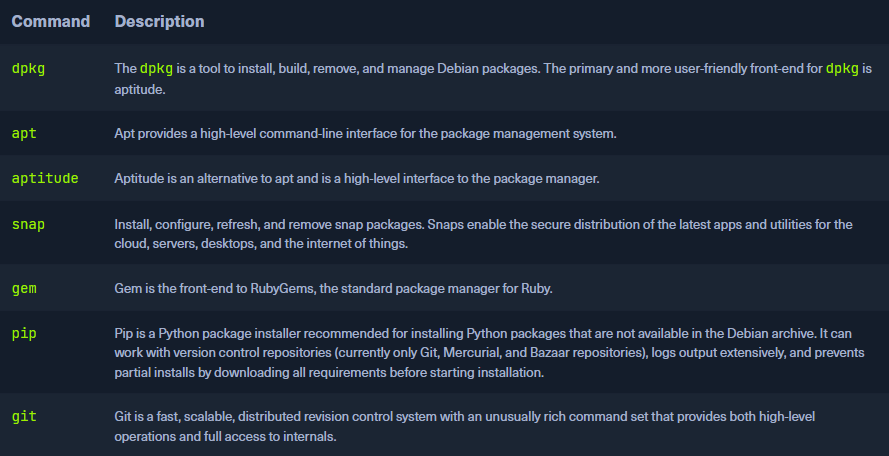 Command Description
dpkg The dpkg is a tool to install, build, remove, and manage Debian packages. The primary and more user-friendly front-end for dpkg is
aptitude.
apt Apt provides a high-level command-line interface for the package management system.
aptitude Aptitude is an alternative to apt and is a high-level interface to the package manager.
snap Install, configure, refresh, and remove snap packages. Snaps enable the secure distribution of the latest apps and utilities for the
cloud, servers, desktops, and the internet of things.
gem Gem is the front-end to RubyGems, the standard package manager for Ruby.
pip Pip is a Python package installer recommended for installing Python packages that are not available in the Debian archive. It can
work with version control repositories (currently only Git, Mercurial, and Bazaar repositories), logs output extensively, and prevents
partial installs by downloading all requirements before starting installation.
git Git is a fast, scalable, distributed revision control system with an unusually rich command set that provides both high-level
operations and full access to internals.